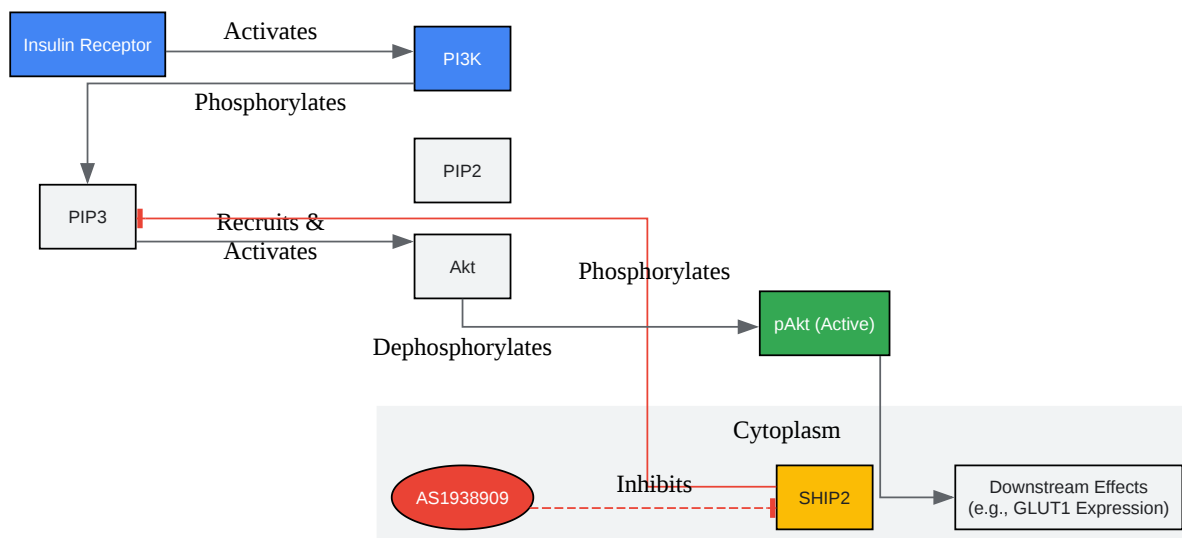 Insulin Receptor
Activates
PI3K
Phosphorylates
PIP2
PIP3
Recruits &
Activates
Akt
Phosphorylates
pAkt (Active)
Dephosphorylates
Cytoplasm
AS1938909
Inhibits
SHIP2
Downstream Effects
(e.g., GLUT1 Expression)